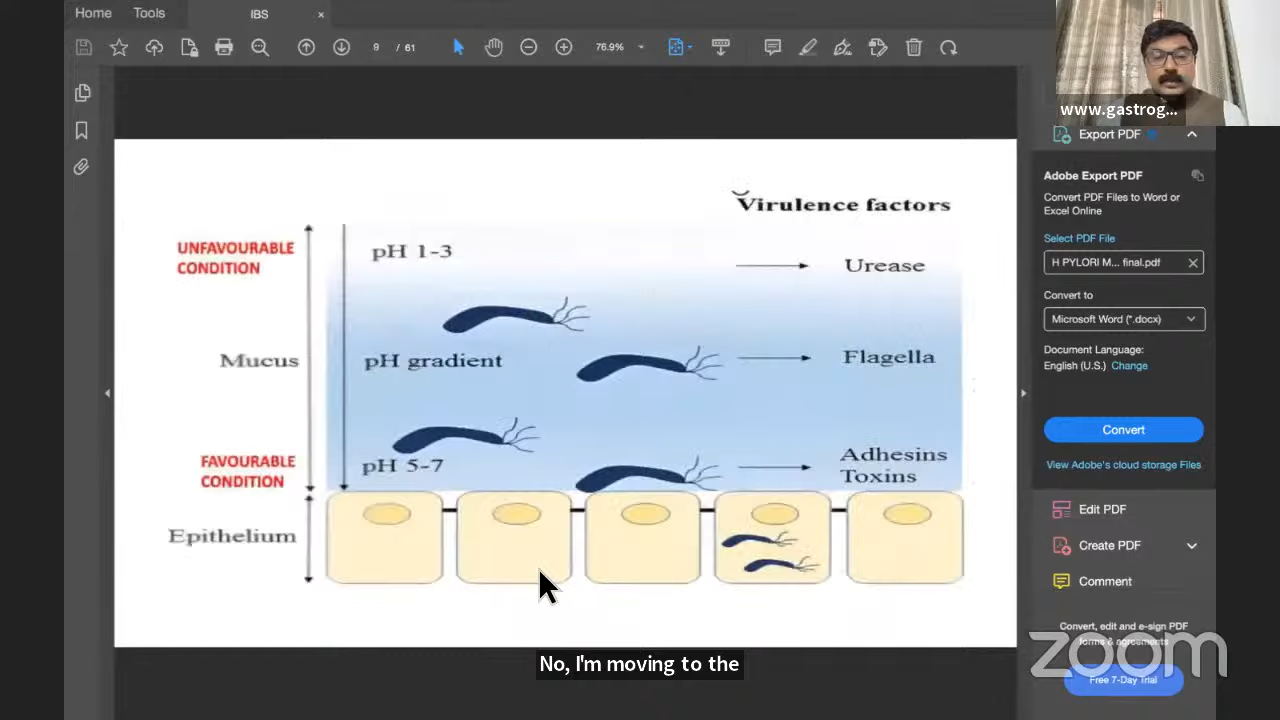 Home Tools IBS ×
9 / 61 76.9%
www.gastrog...
Export PDF
Adobe Export PDF
Convert PDF Files to Word or
Excel Online
Select PDF File
H PYLORI M... final.pdf ×
Convert to
Microsoft Word (*.docx)
Document Language:
English (U.S.) Change
Convert
View Adobe's cloud storage Files
Edit PDF
Create PDF
Comment
Convert, edit and e-sign PDF
forms & agreements
Free 7-Day Trial
zoom
Virulence factors
UNFAVOURABLE
CONDITION
pH 1-3
Urease
Mucus
pH gradient
Flagella
FAVOURABLE
CONDITION
pH 5-7
Adhesins
Toxins
Epithelium
No, I'm moving to the